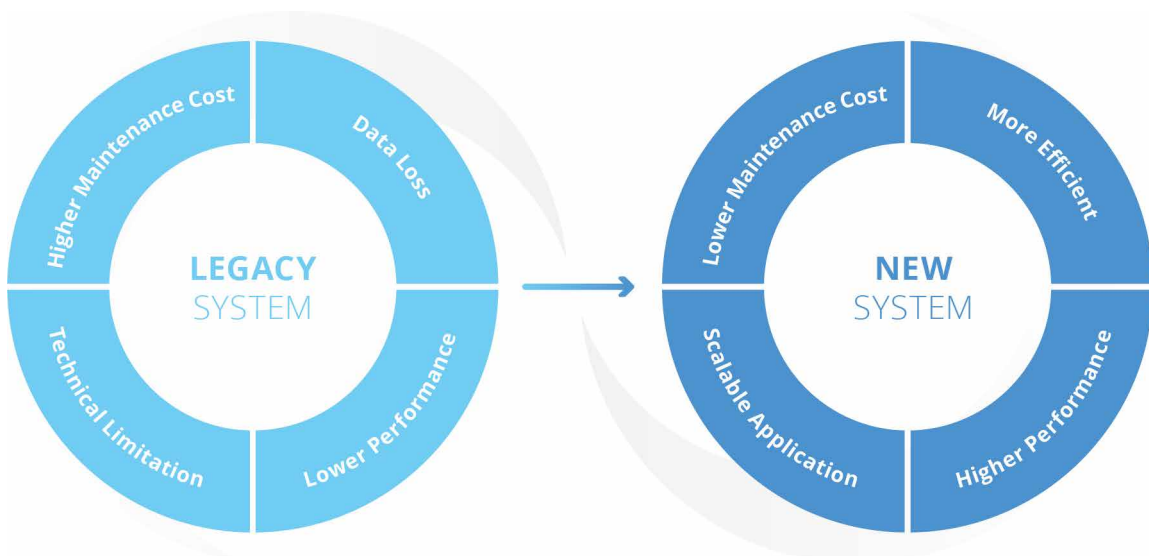 Higher Maintenance Cost
Data Loss
LEGACY
SYSTEM
Technical Limitation
Lower Performance
Lower Maintenance Cost
More Efficient
NEW
SYSTEM
Scalable Application
Higher Performance